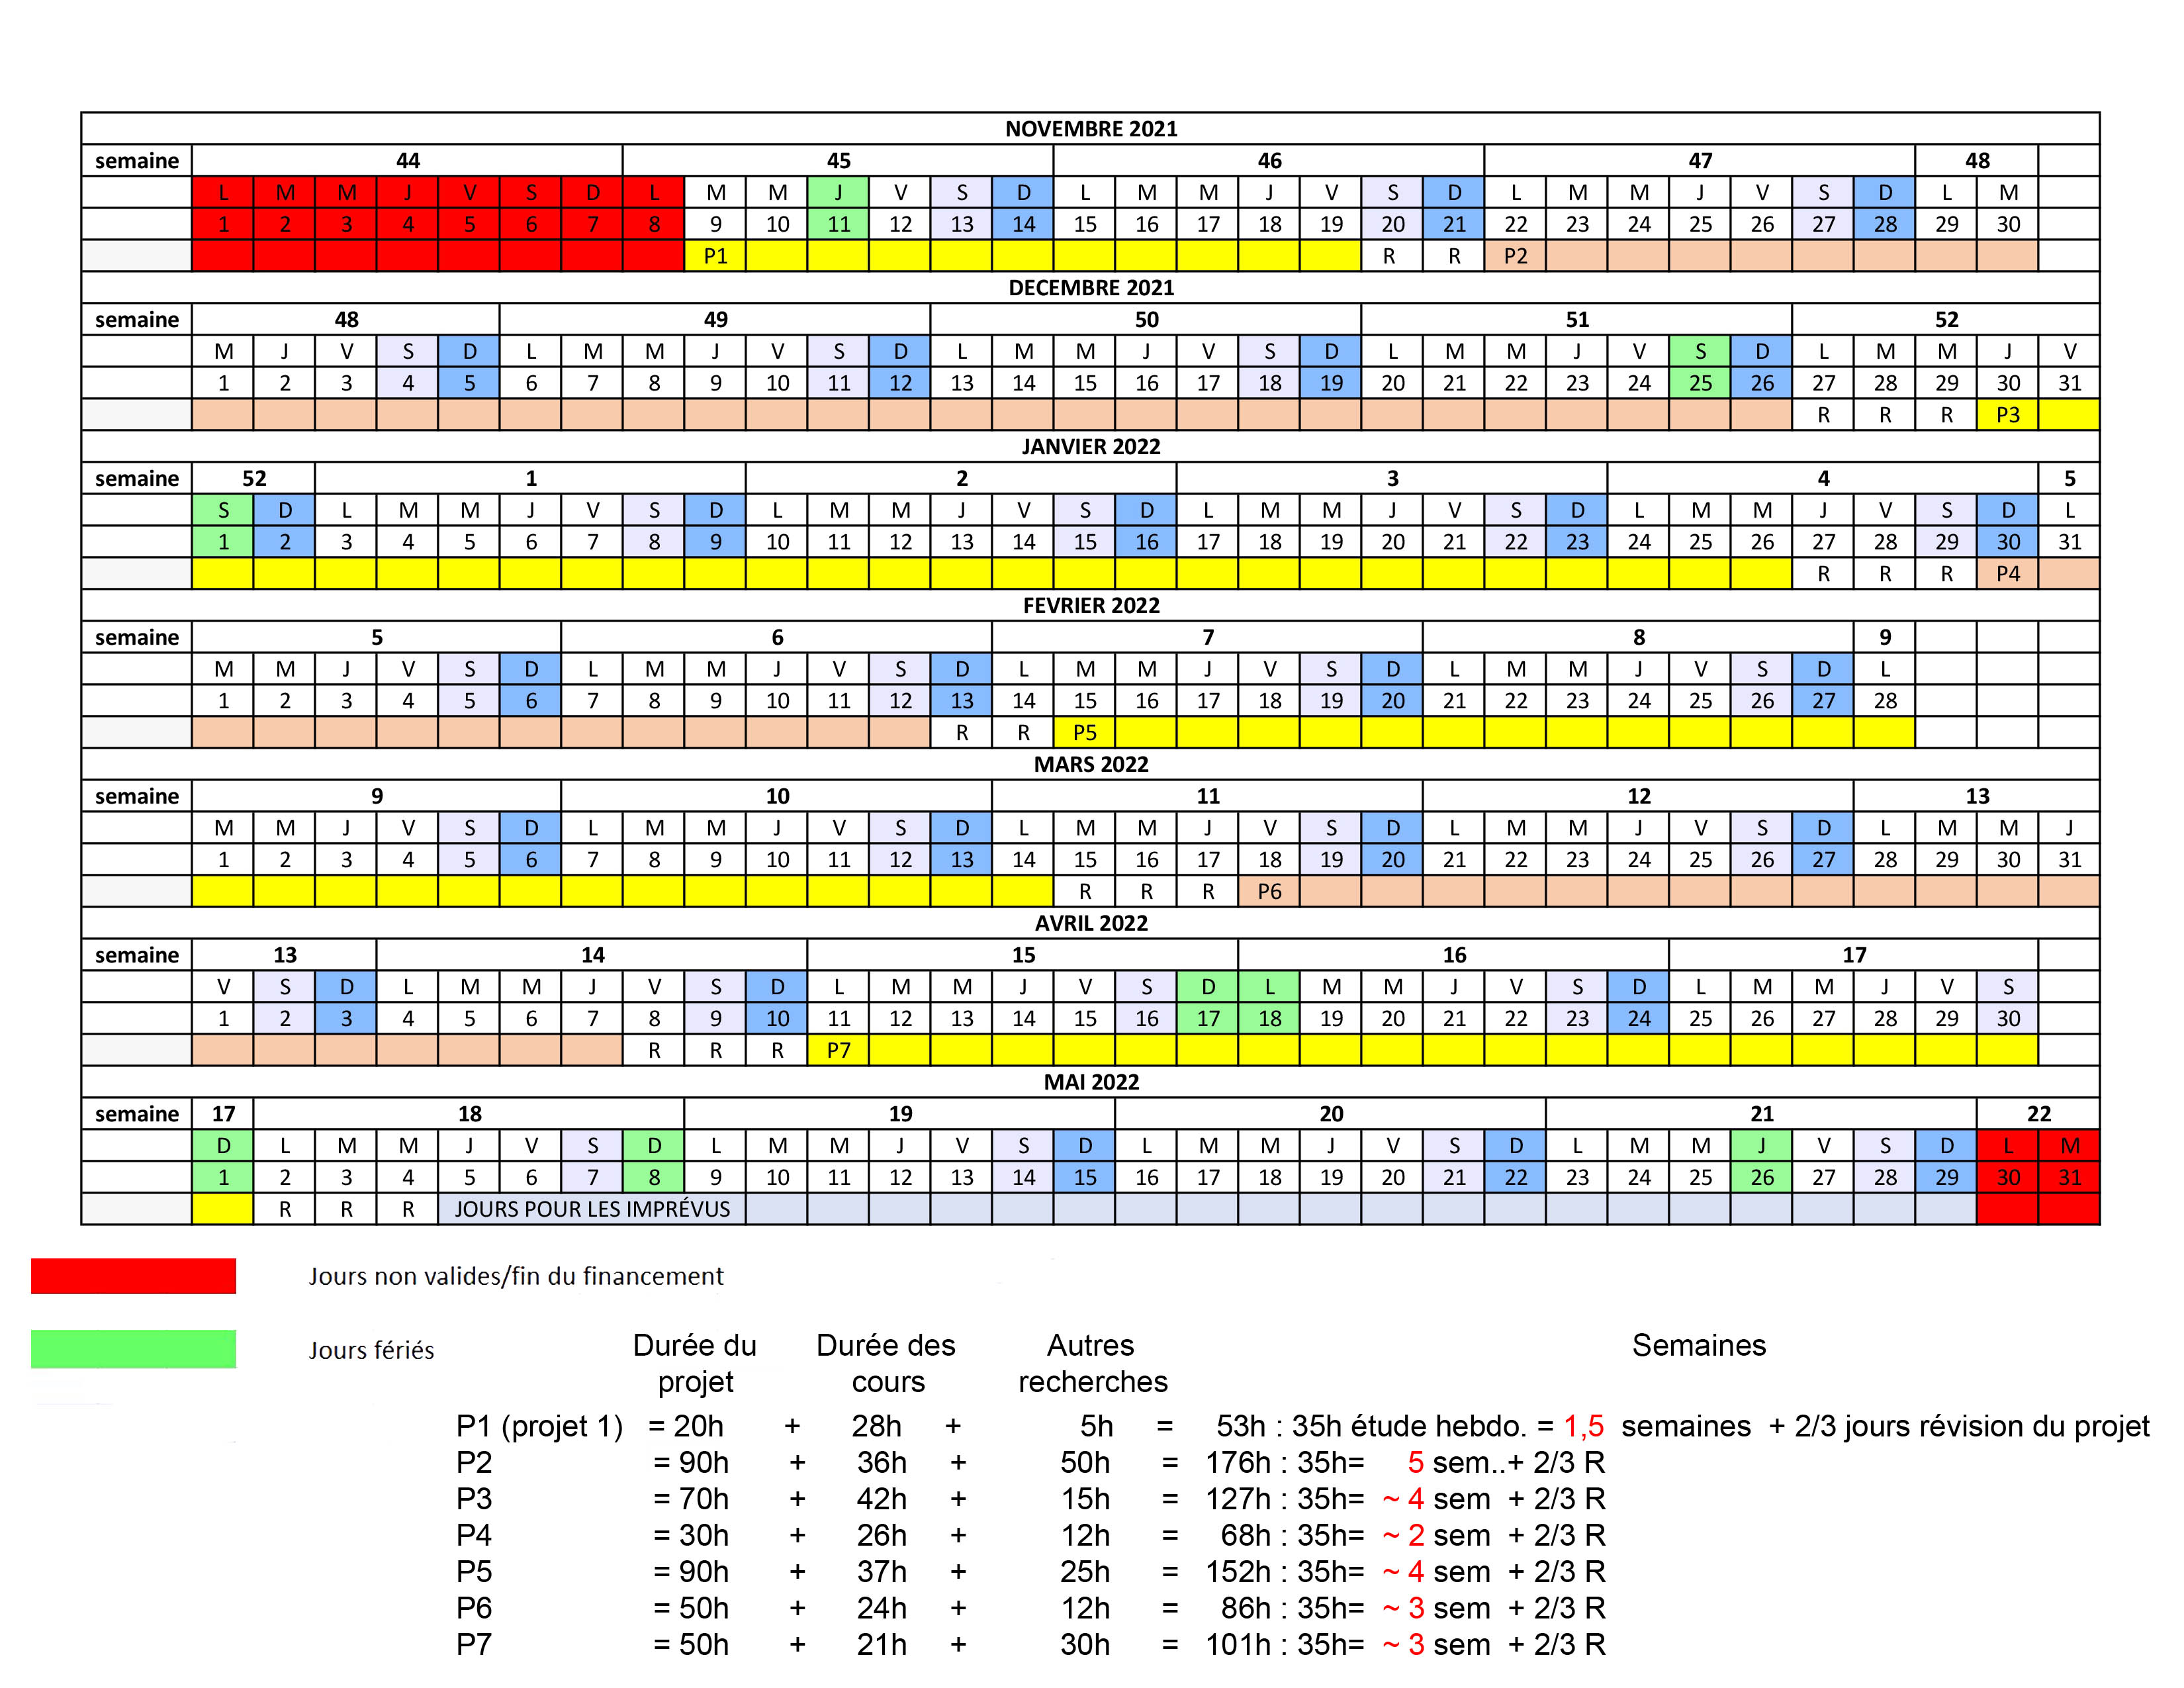 NOVEMBRE 2021
semaine 44 45 46 47 48
L M M J V S D L M M J V S D L M M J V S D L M M J V S D L M
1 2 3 4 5 6 7 8 9 10 11 12 13 14 15 16 17 18 19 20 21 22 23 24 25 26 27 28 29 30
P1 R R P2
DECEMBRE 2021
semaine 48 49 50 51 52
M J V S D L M M J V S D L M M J V S D L M M J V S D L M M J V
1 2 3 4 5 6 7 8 9 10 11 12 13 14 15 16 17 18 19 20 21 22 23 24 25 26 27 28 29 30 31
R R R P3
JANVIER 2022
semaine 52 1 2 3 4 5
S D L M M J V S D L M M J V S D L M M J V S D L M M J V S D L
1 2 3 4 5 6 7 8 9 10 11 12 13 14 15 16 17 18 19 20 21 22 23 24 25 26 27 28 29 30 31
R R R P4
FEVRIER 2022
semaine 5 6 7 8 9
M M J V S D L M M J V S D L M M J V S D L M M J V S D L
1 2 3 4 5 6 7 8 9 10 11 12 13 14 15 16 17 18 19 20 21 22 23 24 25 26 27 28
R R P5
MARS 2022
semaine 9 10 11 12 13
M M J V S D L M M J V S D L M M J V S D L M M J V S D L M M J
1 2 3 4 5 6 7 8 9 10 11 12 13 14 15 16 17 18 19 20 21 22 23 24 25 26 27 28 29 30 31
R R R P6
AVRIL 2022
semaine 13 14 15 16 17
V S D L M M J V S D L M M J V S D L M M J V S D L M M J V S
1 2 3 4 5 6 7 8 9 10 11 12 13 14 15 16 17 18 19 20 21 22 23 24 25 26 27 28 29 30
R R R P7
MAI 2022
semaine 17 18 19 20 21 22
D L M M J V S D L M M J V S D L M M J V S D L M M J V S D L M
1 2 3 4 5 6 7 8 9 10 11 12 13 14 15 16 17 18 19 20 21 22 23 24 25 26 27 28 29 30 31
R R R JOURS POUR LES IMPRÉVUS
Jours non valides/fin du financement
Jours fériés
Durée du Durée des Autres Semaines
projet cours recherches
P1 (projet 1) = 20h + 28h + 5h = 53h : 35h étude hebdo. = 1,5 semaines + 2/3 jours révision du projet
P2 = 90h + 36h + 50h = 176h : 35h= 5 sem..+ 2/3 R
P3 = 70h + 42h + 15h = 127h : 35h= ~ 4 sem + 2/3 R
P4 = 30h + 26h + 12h = 68h : 35h= ~ 2 sem + 2/3 R
P5 = 90h + 37h + 25h = 152h : 35h= ~ 4 sem + 2/3 R
P6 = 50h + 24h + 12h = 86h : 35h= ~ 3 sem + 2/3 R
P7 = 50h + 21h + 30h = 101h : 35h= ~ 3 sem + 2/3 R